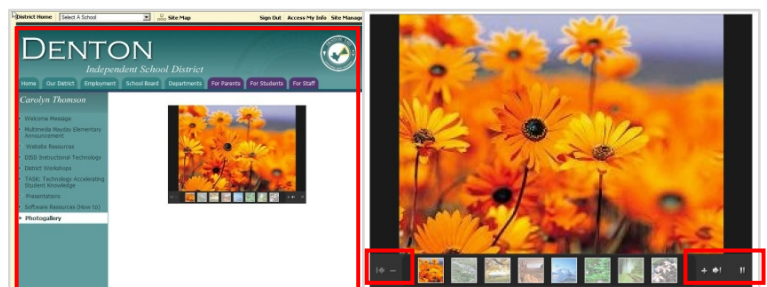 District Home Select A School Site Map Sign Out Access My Info Site Manage
DENTON
Independent School District
Home Our District Employment School Board Departments For Parents For Students For Staff
Carolyn Thomson
Welcome Message
Multimedia Mayday Elementary
Announcement
Website Resources
DISD Instructional Technology
District Workshops
TASK: Technology Accelerating
Student Knowledge
Presentations
Software Resources (How to)
Photogallery